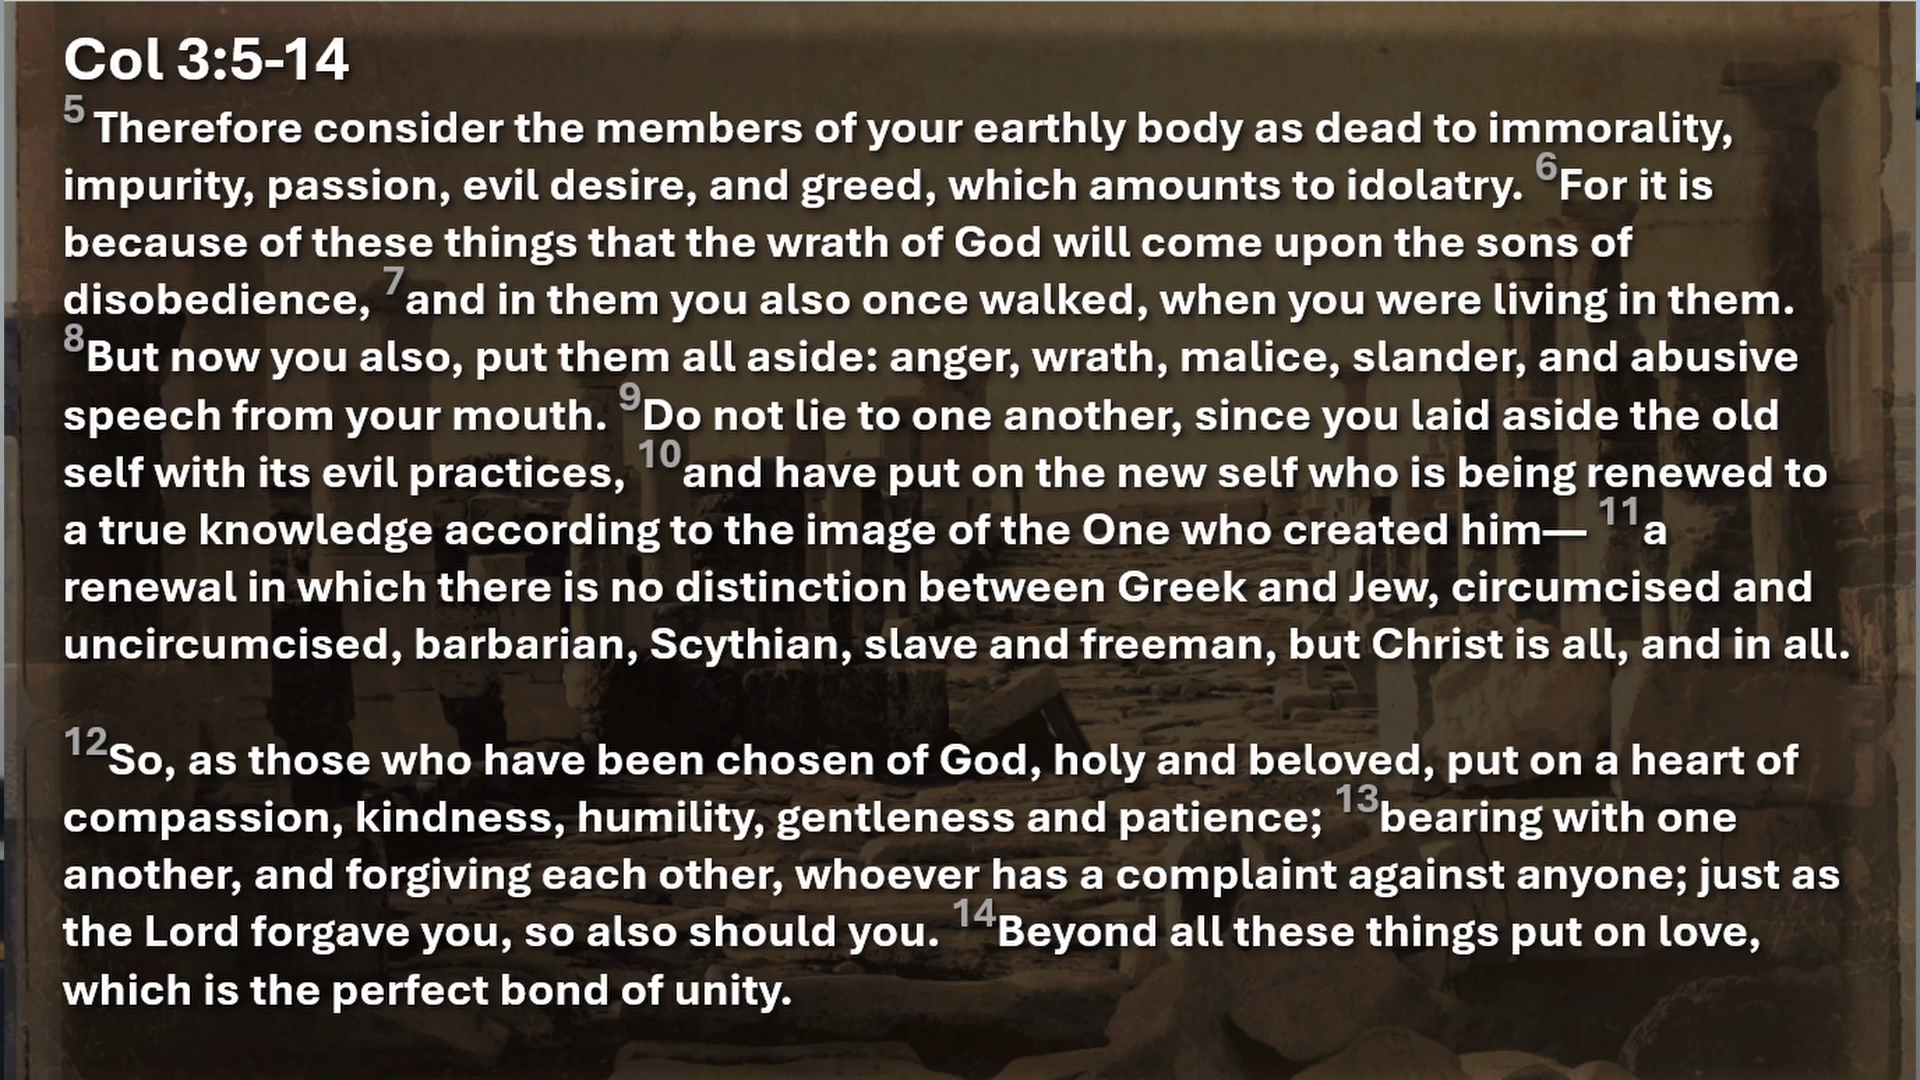 Col 3:5-14
5 Therefore consider the members of your earthly body as dead to immorality,
impurity, passion, evil desire, and greed, which amounts to idolatry. 6For it is
because of these things that the wrath of God will come upon the sons of
disobedience, 7and in them you also once walked, when you were living in them.
8But now you also, put them all aside: anger, wrath, malice, slander, and abusive
speech from your mouth. 9Do not lie to one another, since you laid aside the old
self with its evil practices, 10and have put on the new self who is being renewed to
a true knowledge according to the image of the One who created him— 11a
renewal in which there is no distinction between Greek and Jew, circumcised and
uncircumcised, barbarian, Scythian, slave and freeman, but Christ is all, and in all.
12So, as those who have been chosen of God, holy and beloved, put on a heart of
compassion, kindness, humility, gentleness and patience; 13bearing with one
another, and forgiving each other, whoever has a complaint against anyone; just as
the Lord forgave you, so also should you. 14Beyond all these things put on love,
which is the perfect bond of unity.